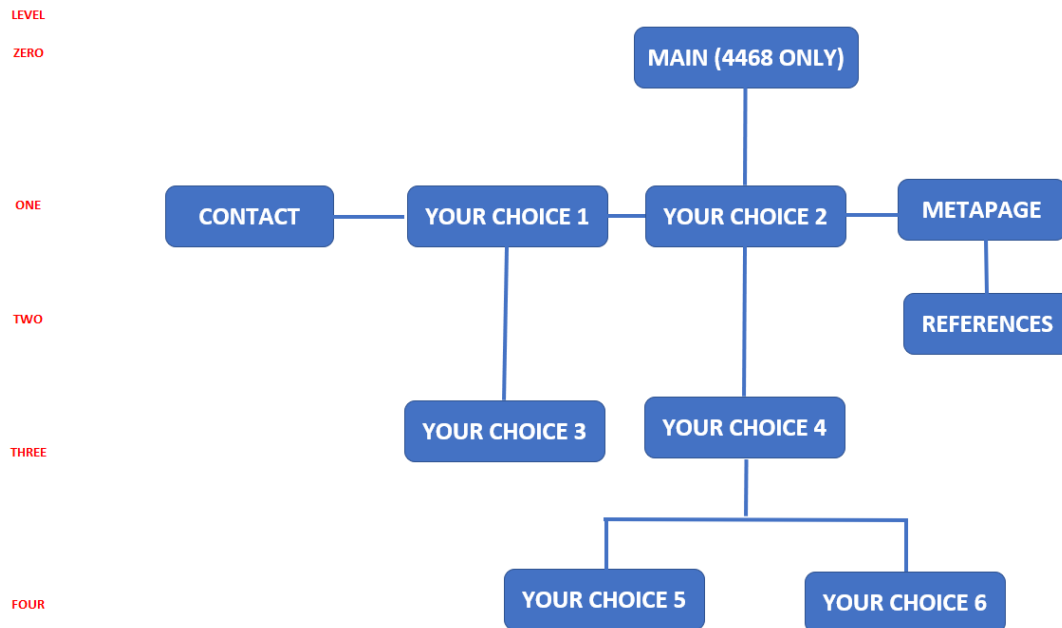 LEVEL
ZERO
MAIN (4468 ONLY)
ONE
CONTACT
YOUR CHOICE 1
YOUR CHOICE 2
METAPAGE
TWO
REFERENCES
YOUR CHOICE 3
YOUR CHOICE 4
THREE
YOUR CHOICE 5
YOUR CHOICE 6
FOUR